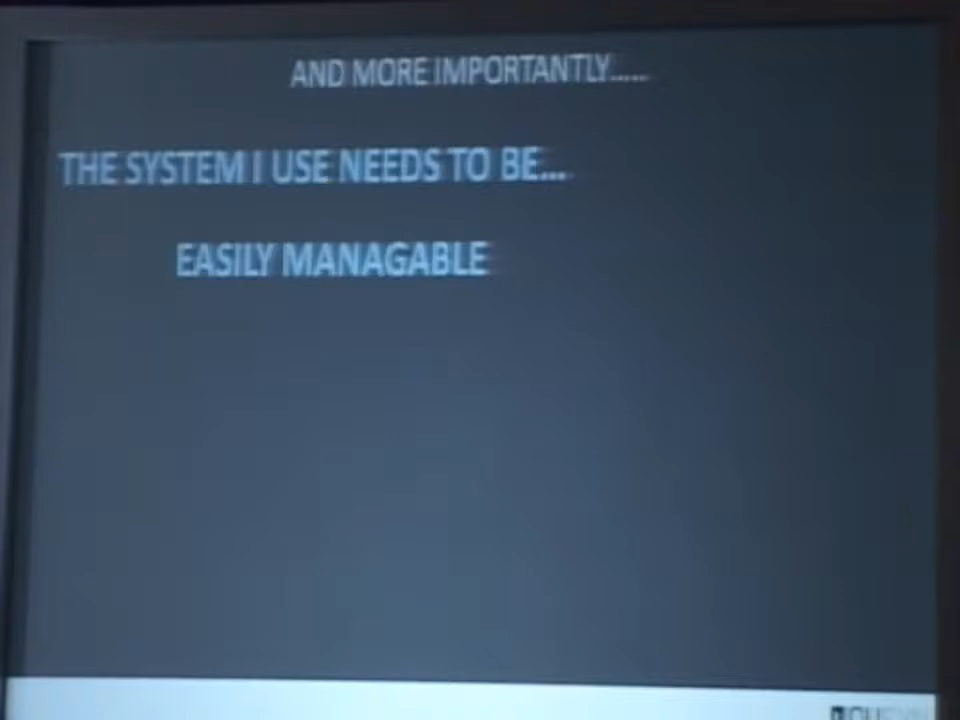 AND MORE IMPORTANTLY.....
THE SYSTEM I USE NEEDS TO BE...
EASILY MANAGABLE